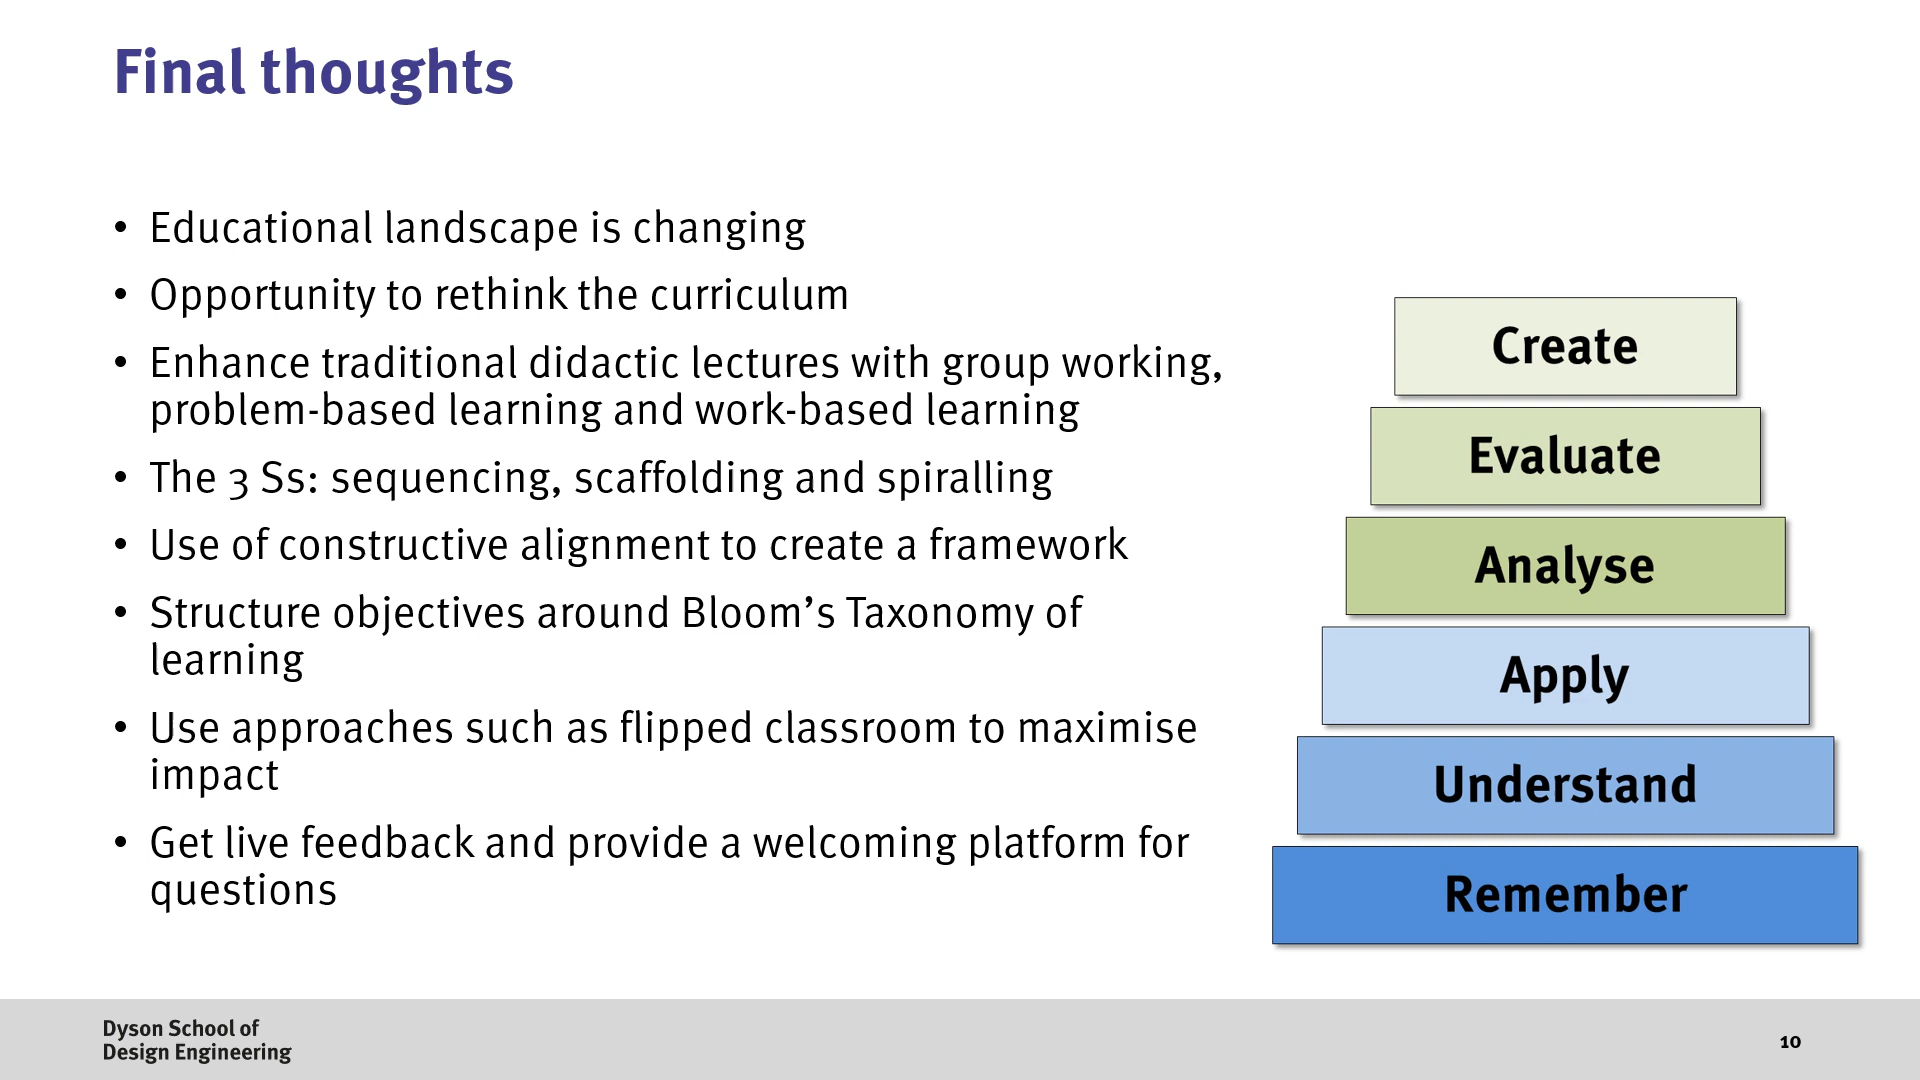 Final thoughts
• Educational landscape is changing
• Opportunity to rethink the curriculum
• Enhance traditional didactic lectures with group working,
problem-based learning and work-based learning
• The 3 Ss: sequencing, scaffolding and spiralling
• Use of constructive alignment to create a framework
• Structure objectives around Bloom’s Taxonomy of
learning
• Use approaches such as flipped classroom to maximise
impact
• Get live feedback and provide a welcoming platform for
questions
Create
Evaluate
Analyse
Apply
Understand
Remember
Dyson School of
Design Engineering
10